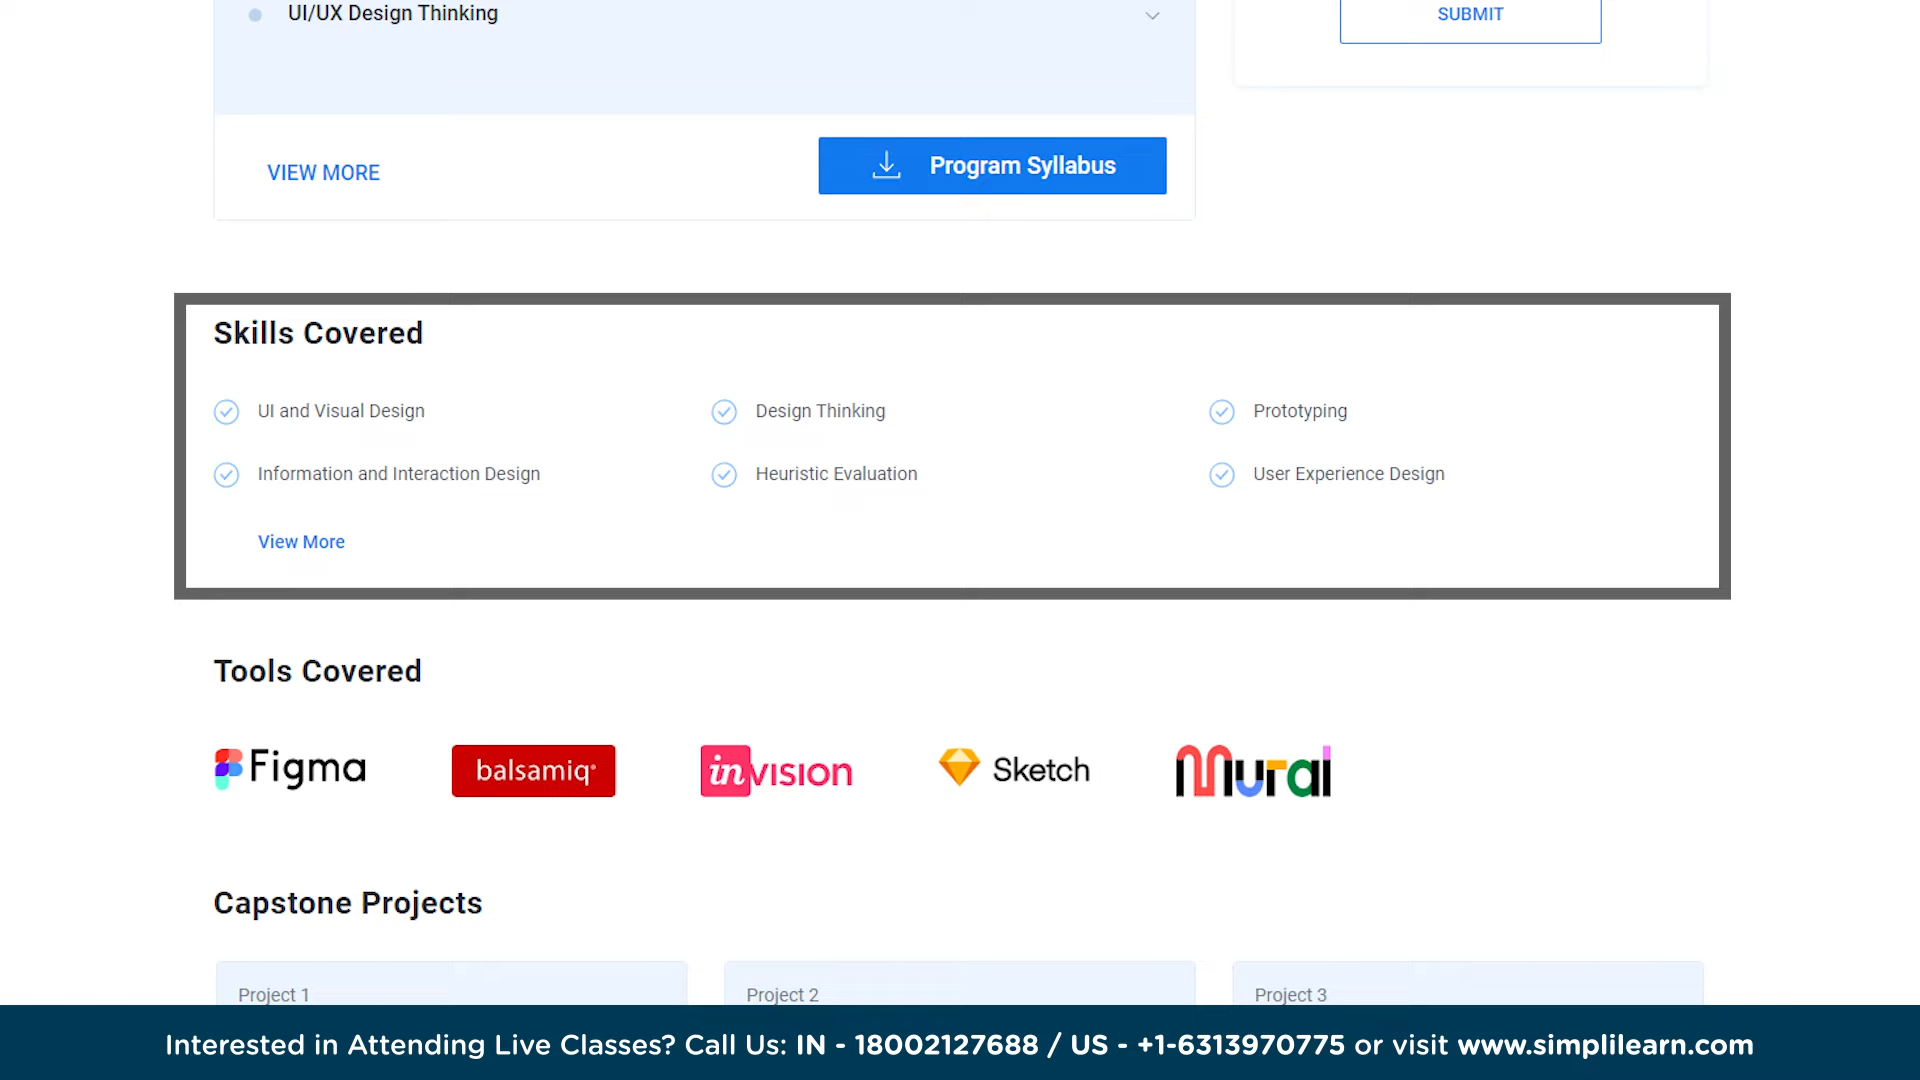 UI/UX Design Thinking
SUBMIT
VIEW MORE
Program Syllabus
Skills Covered
UI and Visual Design
Design Thinking
Prototyping
Information and Interaction Design
Heuristic Evaluation
User Experience Design
View More
Tools Covered
Figma
balsamiq®
invision
Sketch
mural
Capstone Projects
Project 1
Project 2
Project 3
Interested in Attending Live Classes? Call Us: IN - 18002127688 / US - +1-6313970775 or visit www.simplilearn.com